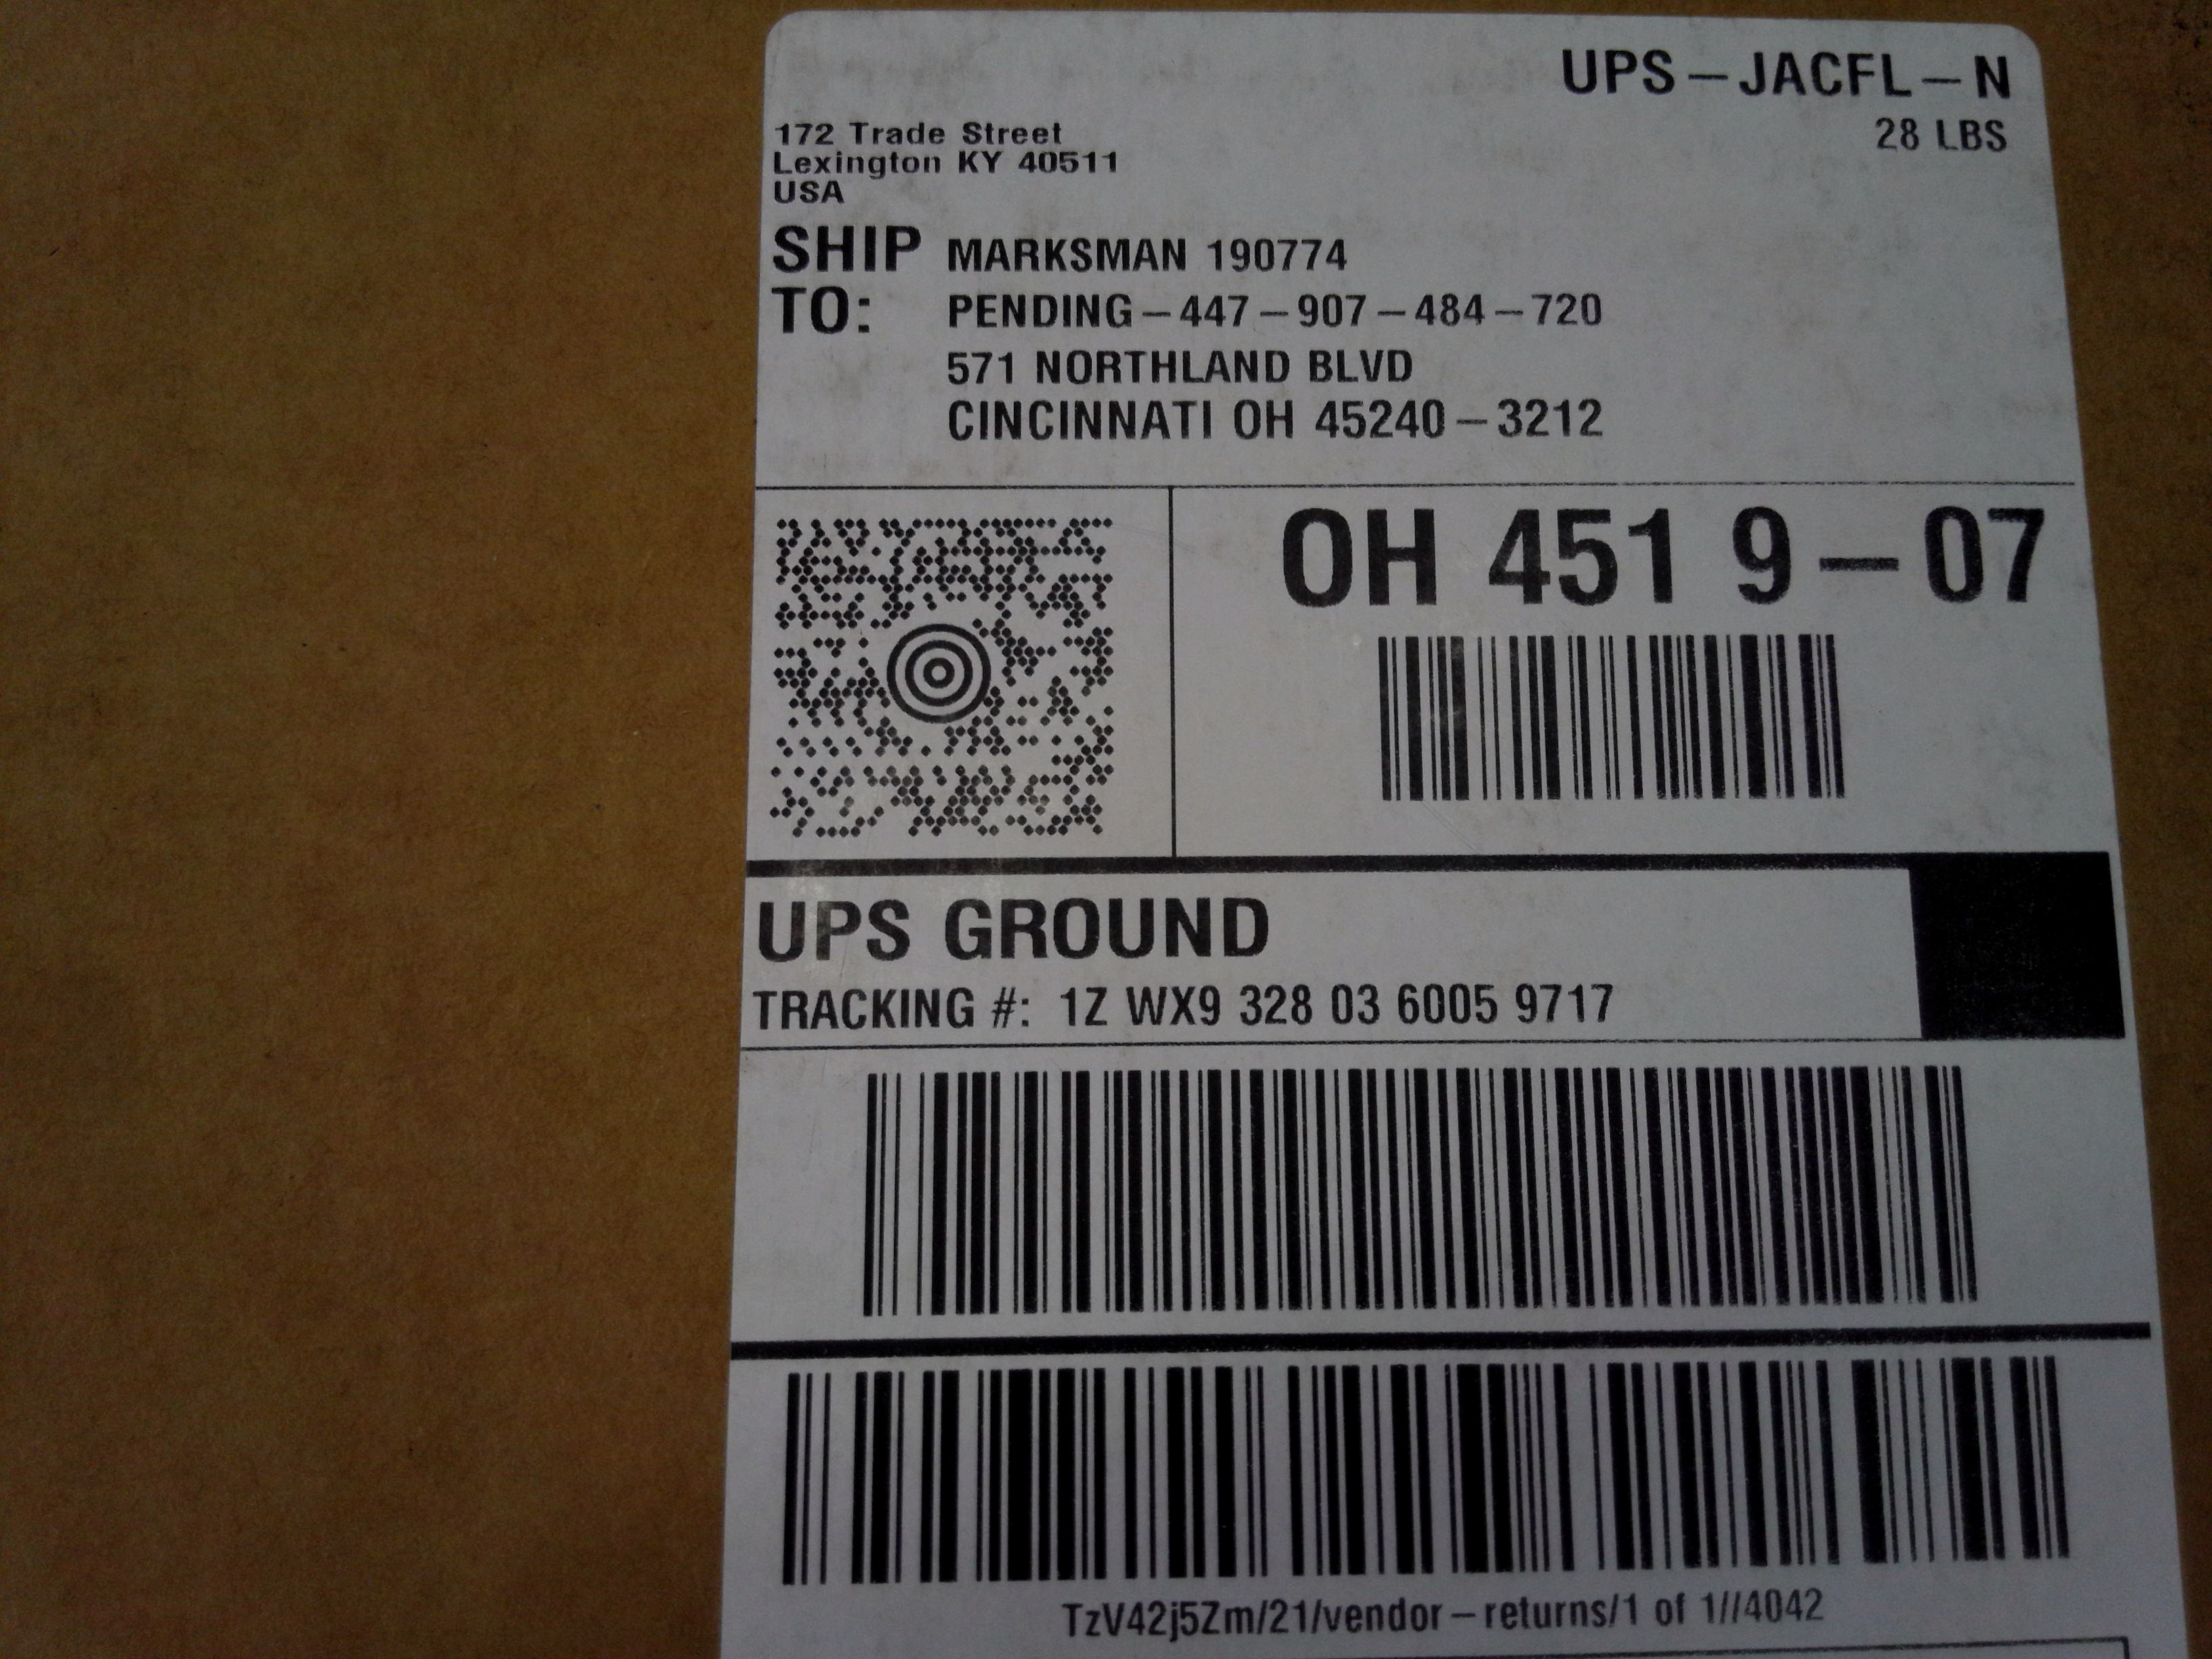 UPS-JACFL-N
28 LBS
172 Trade Street
Lexington KY 40511
USA
SHIP TO:
MARKSMAN 190774
PENDING-447-907-484-720
571 NORTHLAND BLVD
CINCINNATI OH 45240-3212
OH 451 9-07
UPS GROUND
TRACKING #: 1Z WX9 328 03 6005 9717
TzV42j5Zm/21/vendor-returns/1 of 1//4042